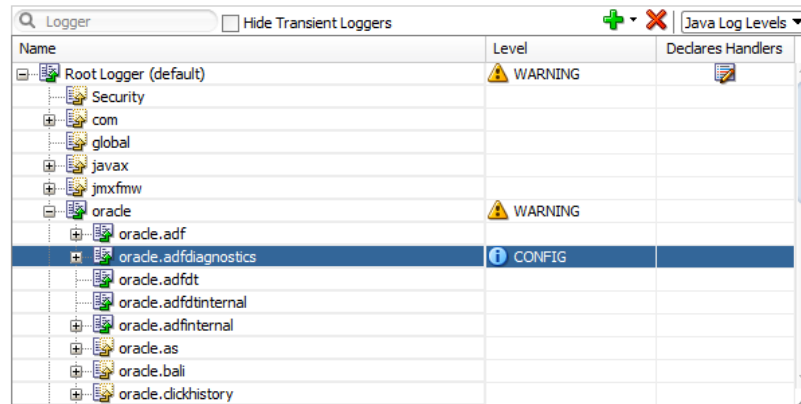 Logger Hide Transient Loggers Java Log Levels
Name Level Declares Handlers
Root Logger (default) WARNING
Security
com
global
javax
jmxfmw
oracle WARNING
oracle.adf
oracle.adfdiagnostics CONFIG
oracle.adfdt
oracle.adfdtinternal
oracle.adfinternal
oracle.as
oracle.bali
oracle.clickhistory